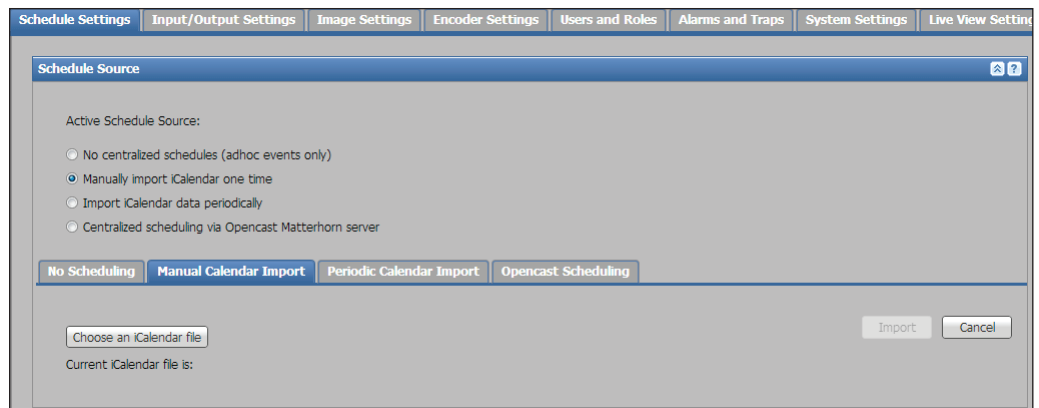 Schedule Settings Input/Output Settings Image Settings Encoder Settings Users and Roles Alarms and Traps System Settings Live View Setting
Schedule Source
?
Active Schedule Source:
No centralized schedules (adhoc events only)
Manually import iCalendar one time
Import iCalendar data periodically
Centralized scheduling via Opencast Matterhorn server
No Scheduling Manual Calendar Import Periodic Calendar Import Opencast Scheduling
Choose an iCalendar file Import Cancel
Current iCalendar file is: